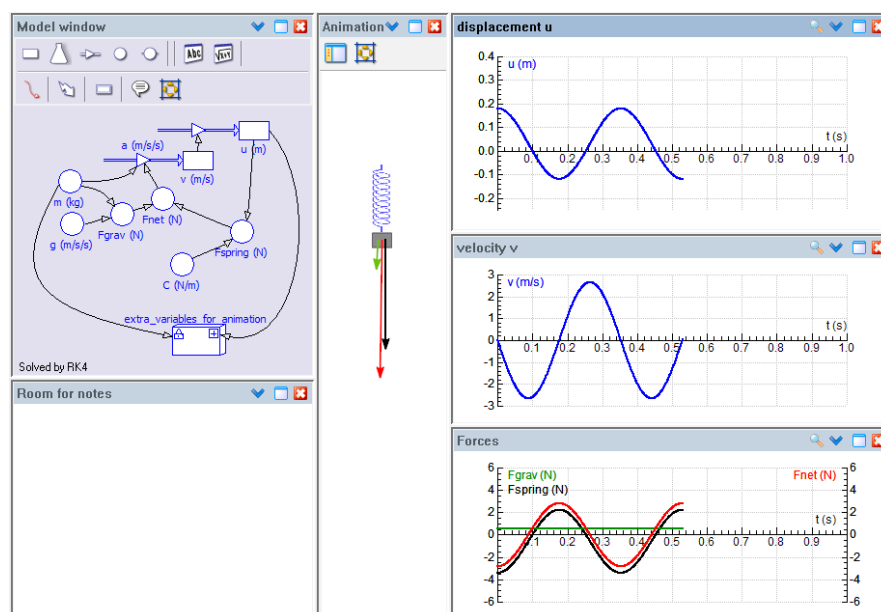 Model window
Abc
√x+y
a (m/s/s)
u (m)
v (m/s)
m (kg)
Fnet (N)
Fgrav (N)
g (m/s/s)
Fspring (N)
C (N/m)
extra_variables_for_animation
Solved by RK4
Room for notes
Animation
displacement u
u (m)
0.4
0.3
0.2
0.1
0.0
-0.1
-0.2
t (s)
0.1 0.2 0.3 0.4 0.5 0.6 0.7 0.8 0.9 1.0
velocity v
v (m/s)
3
2
1
0
-1
-2
-3
t (s)
0.1 0.2 0.3 0.4 0.5 0.6 0.7 0.8 0.9 1.0
Forces
Fgrav (N) Fnet (N)
Fspring (N)
6 6
4 4
2 2
0 0
-2 -2
-4 -4
-6 -6
t (s)
0.1 0.2 0.3 0.4 0.5 0.6 0.7 0.8 0.9